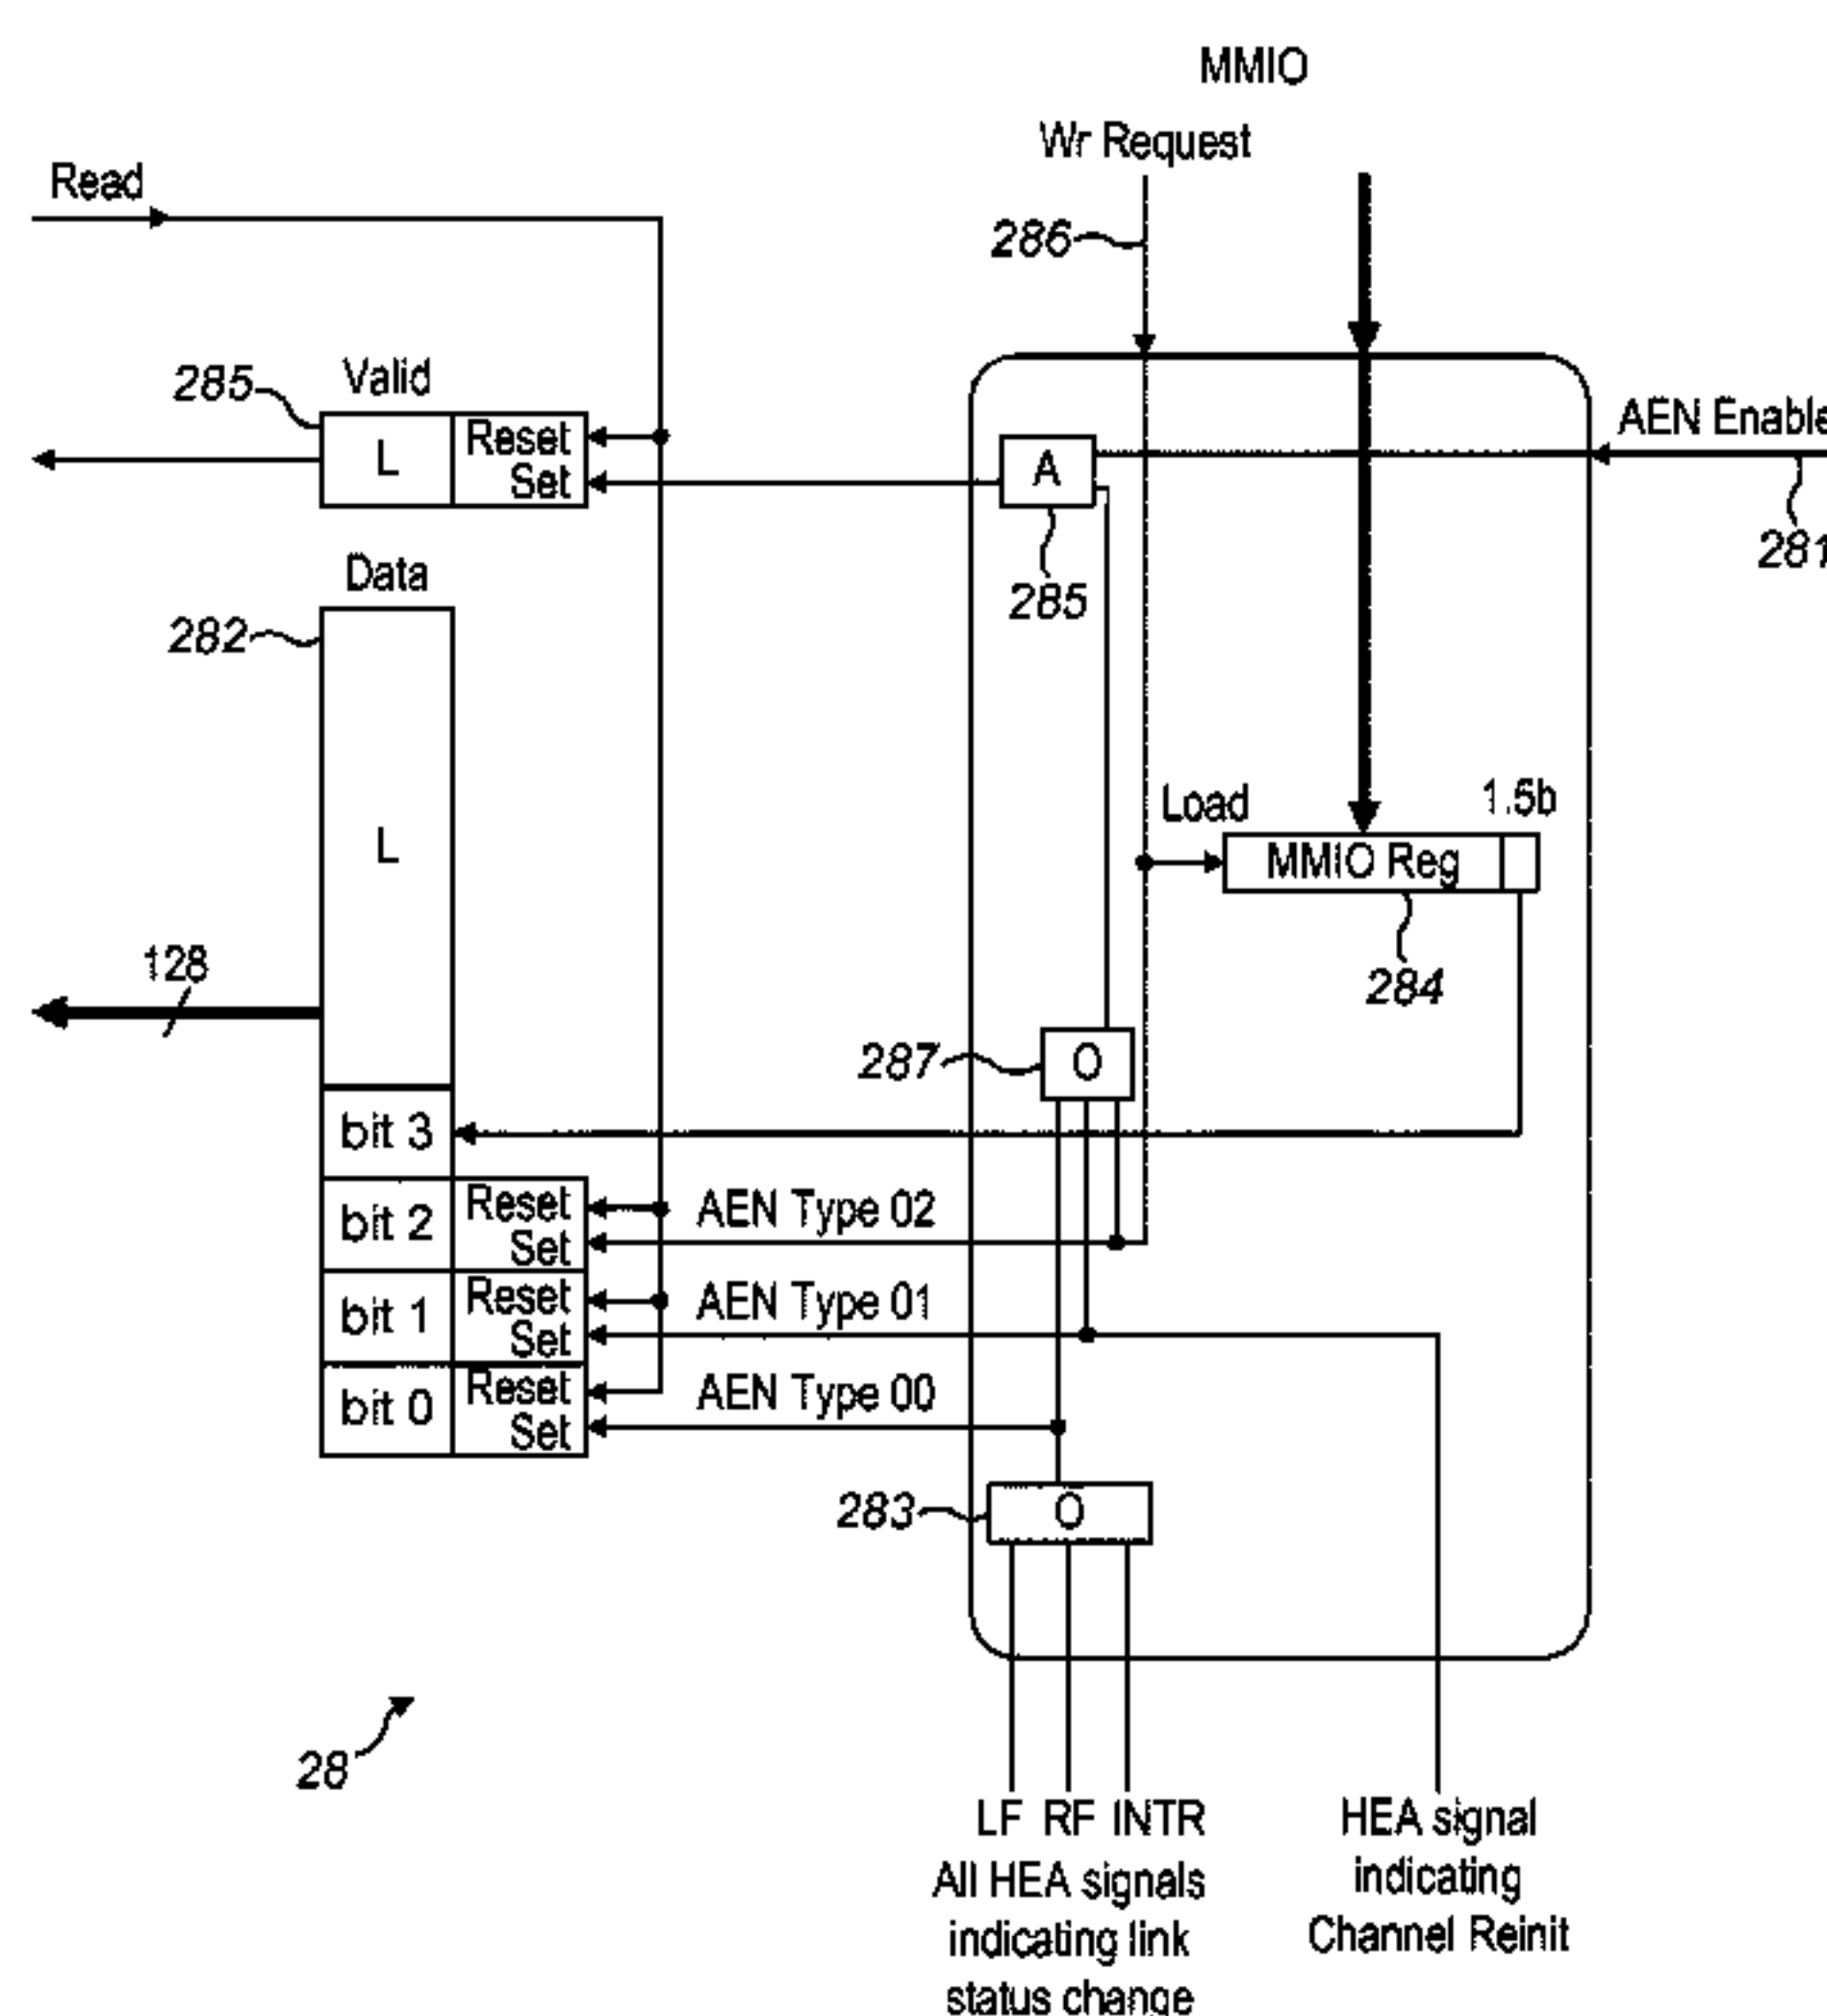 MMIO
Wr Request
Read
286
285
Valid
L
Reset
Set
A
AEN Enable
281
285
Data
282
L
Load
1.5b
MMIO Reg
284
128
287
O
bit 3
bit 2
Reset
Set
AEN Type 02
bit 1
Reset
Set
AEN Type 01
bit 0
Reset
Set
AEN Type 00
283
O
28
LF RF INTR
All HEA signals
indicating link
status change
HEA signal
indicating
Channel Reinit